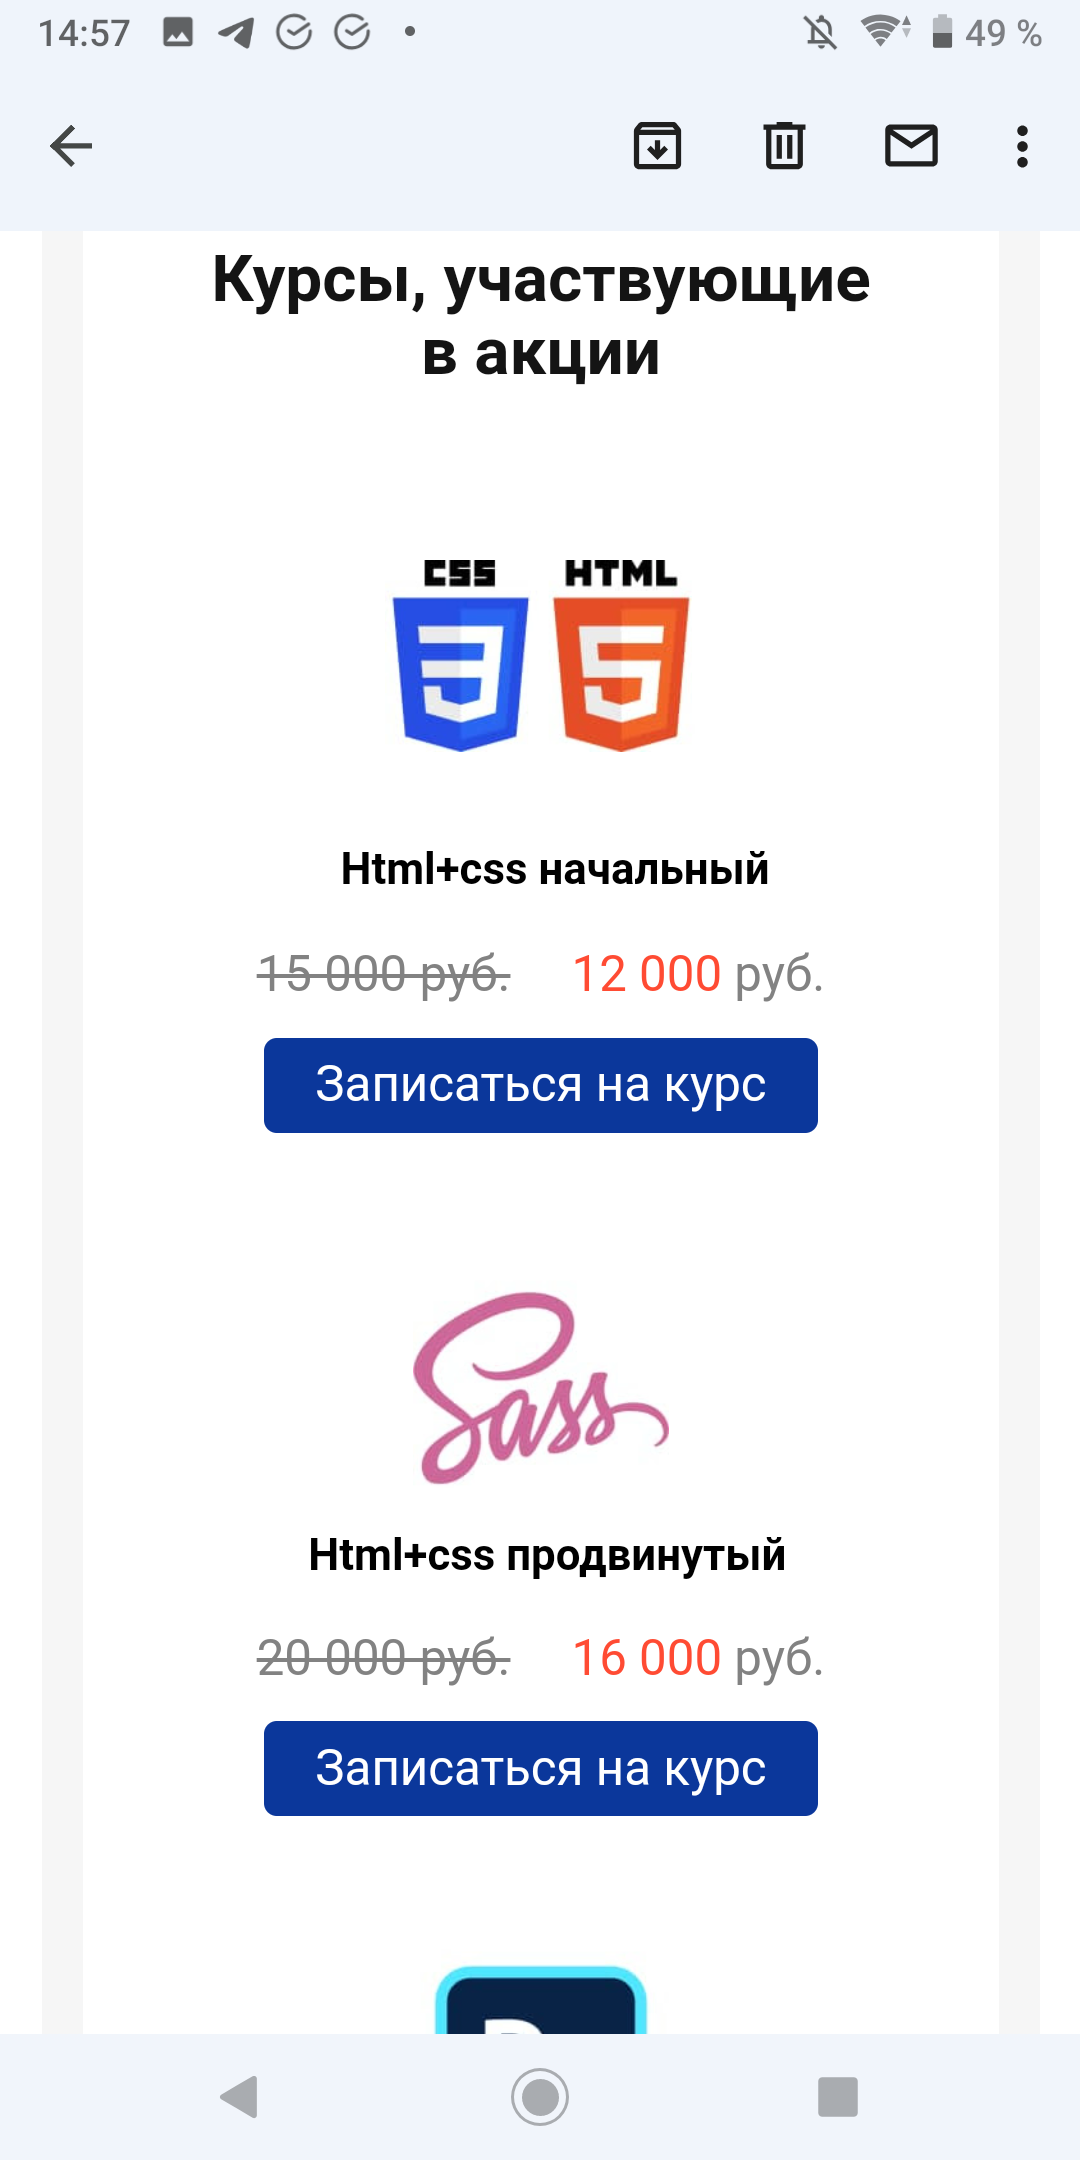 14:57
49 %
Курсы, участвующие
в акции
CSS HTML
Html+css начальный
15 000 руб. 12 000 руб.
Записаться на курс
Sass
Html+css продвинутый
20 000 руб. 16 000 руб.
Записаться на курс